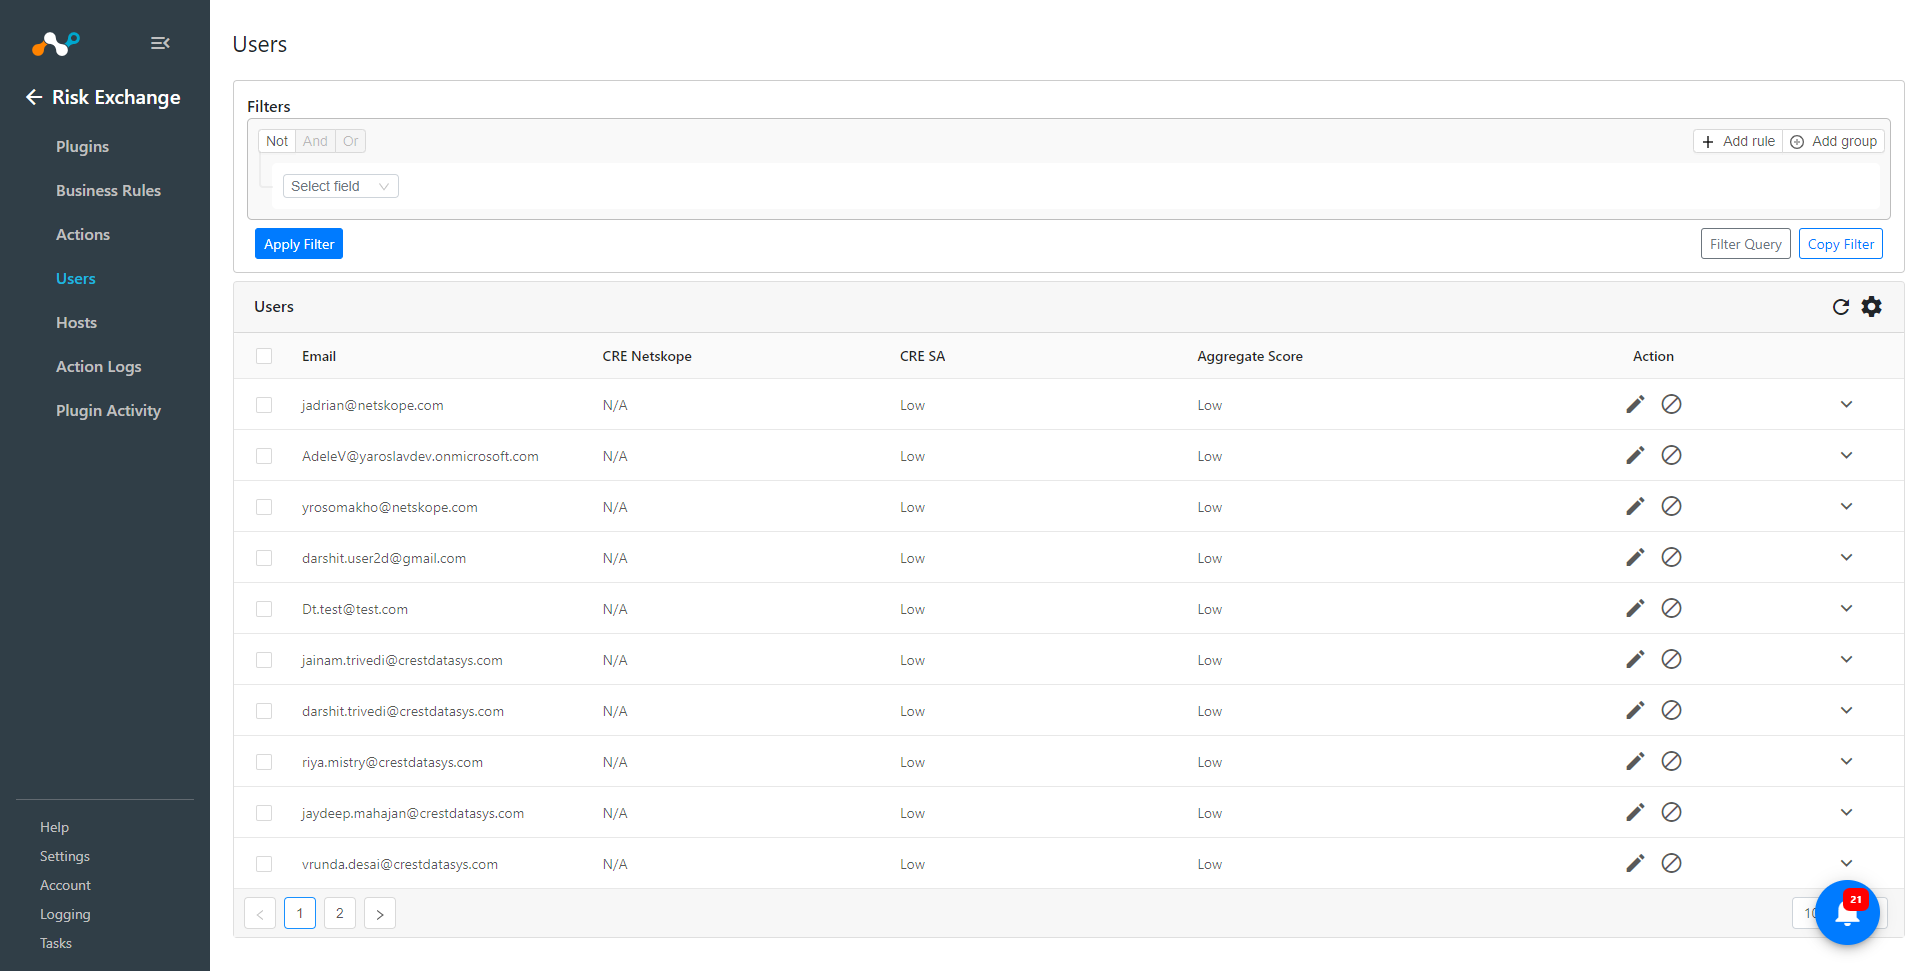 Risk Exchange
Plugins
Business Rules
Actions
Users
Hosts
Action Logs
Plugin Activity
Help
Settings
Account
Logging
Tasks
Users
Filters
Not And Or
Add rule Add group
Select field
Apply Filter
Filter Query Copy Filter
Users
Email CRE Netskope CRE SA Aggregate Score Action
jadrian@netskope.com N/A Low Low
AdeleV@yaroslavdev.onmicrosoft.com N/A Low Low
yrosomakho@netskope.com N/A Low Low
darshit.user2d@gmail.com N/A Low Low
Dt.test@test.com N/A Low Low
jainam.trivedi@crestdatasys.com N/A Low Low
darshit.trivedi@crestdatasys.com N/A Low Low
riya.mistry@crestdatasys.com N/A Low Low
jaydeep.mahajan@crestdatasys.com N/A Low Low
vrunda.desai@crestdatasys.com N/A Low Low
< 1 2 >
21